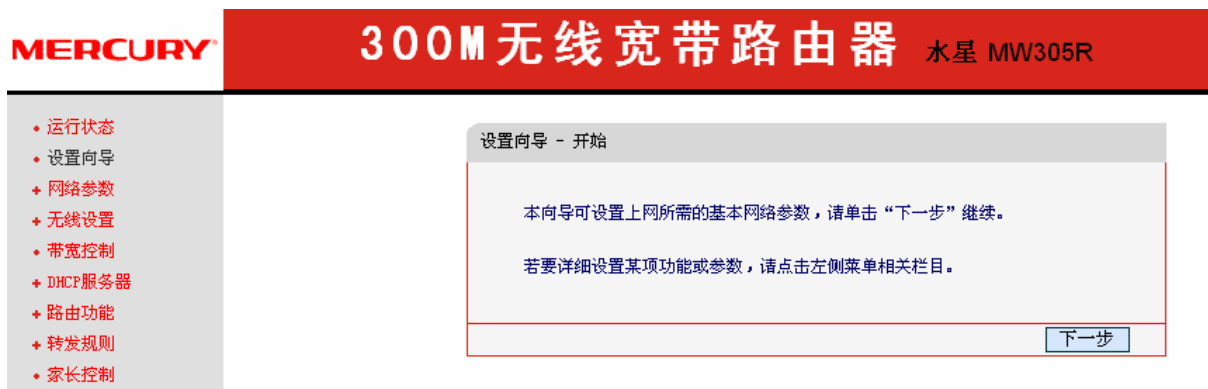 MERCURY
300M无线宽带路由器 水星 MW305R
运行状态
设置向导
网络参数
无线设置
带宽控制
DHCP服务器
路由功能
转发规则
家长控制
设置向导 - 开始
本向导可设置上网所需的基本网络参数，请单击“下一步”继续。
若要详细设置某项功能或参数，请点击左侧菜单相关栏目。
下一步